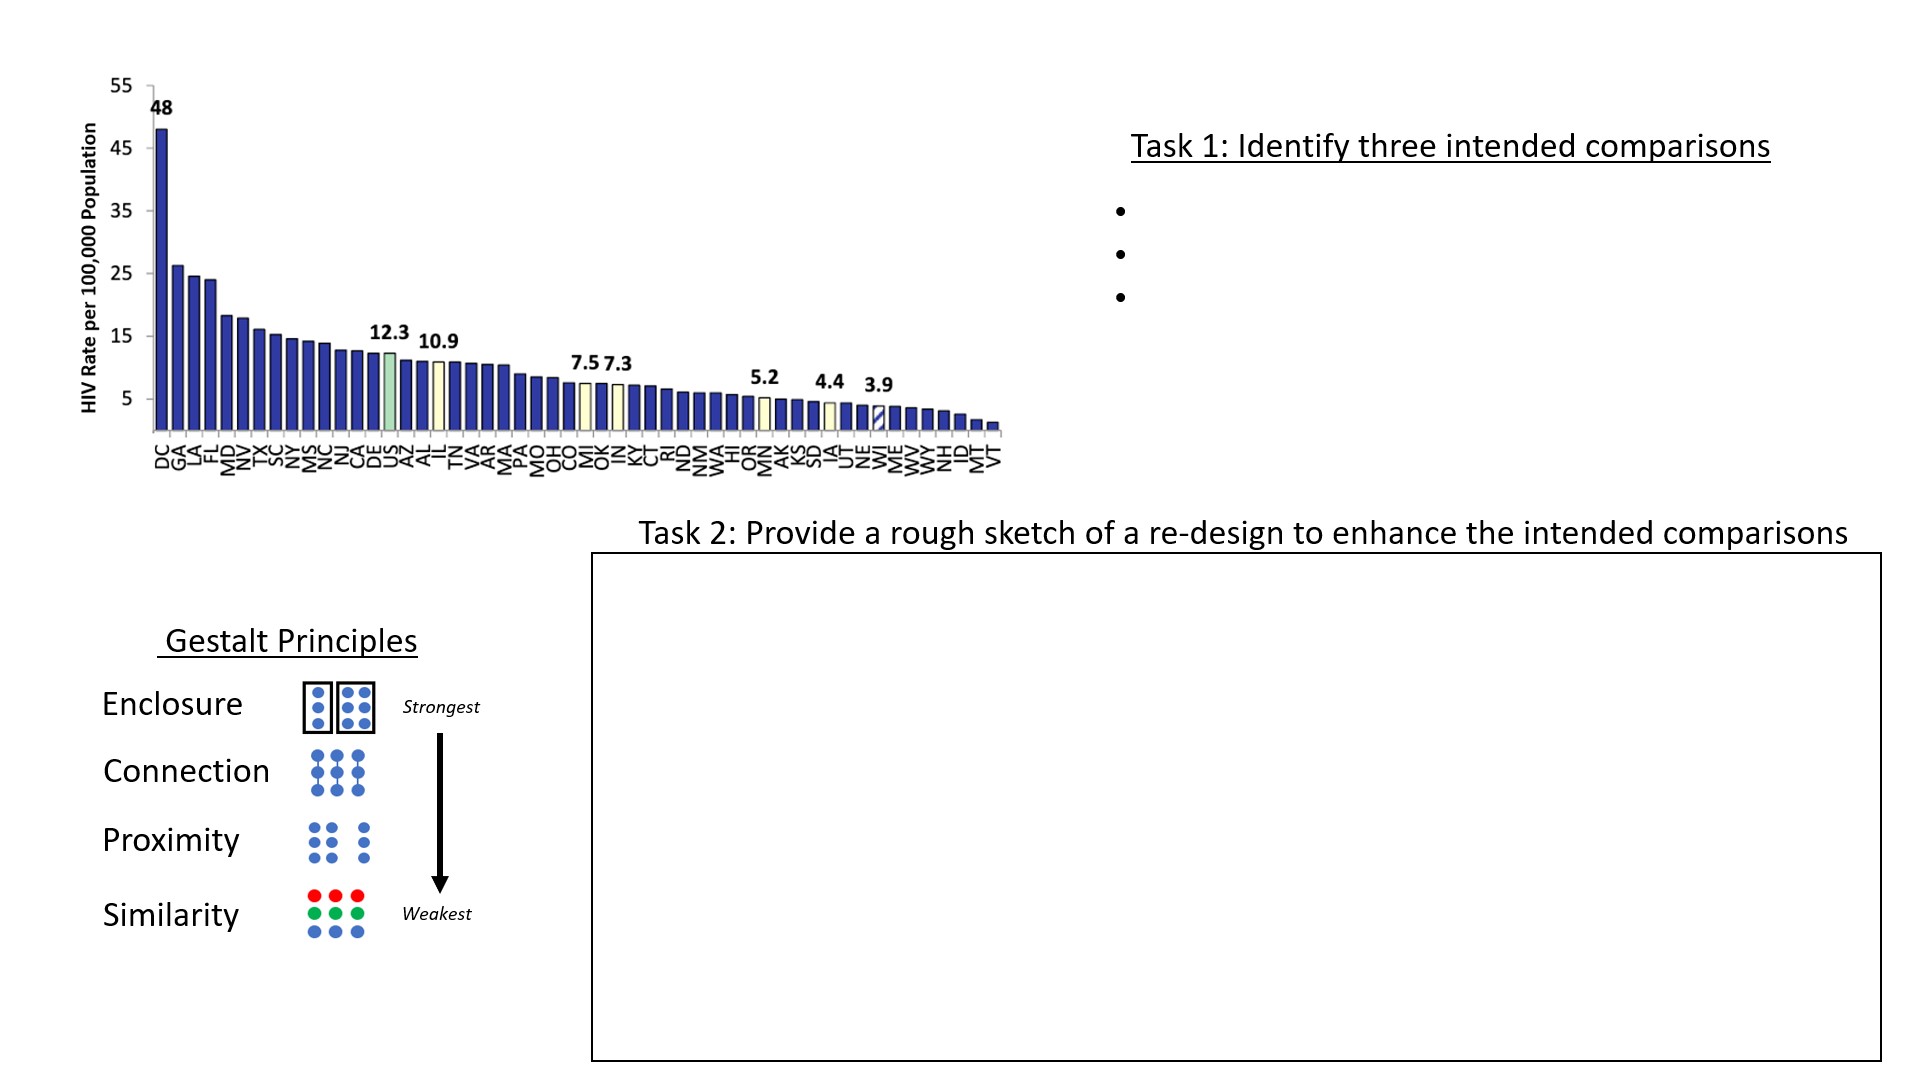 55
48
45
35
25
15
5
HIV Rate per 100,000 Population
12.3
10.9
7.5 7.3
5.2
4.4
3.9
DC GA LA FL MD NV TX SC NY MS NC NJ CA DE US AZ AL IL TN VA AR MA PA MO OH CO MI OK IN KY CT RI ND NM WA HI OR MN AK KS SD IA UT NE WI ME WV WY NH ID MT VT
Task 1: Identify three intended comparisons
•
•
•
Task 2: Provide a rough sketch of a re-design to enhance the intended comparisons
Gestalt Principles
Enclosure
Strongest
Connection
Proximity
Similarity
Weakest